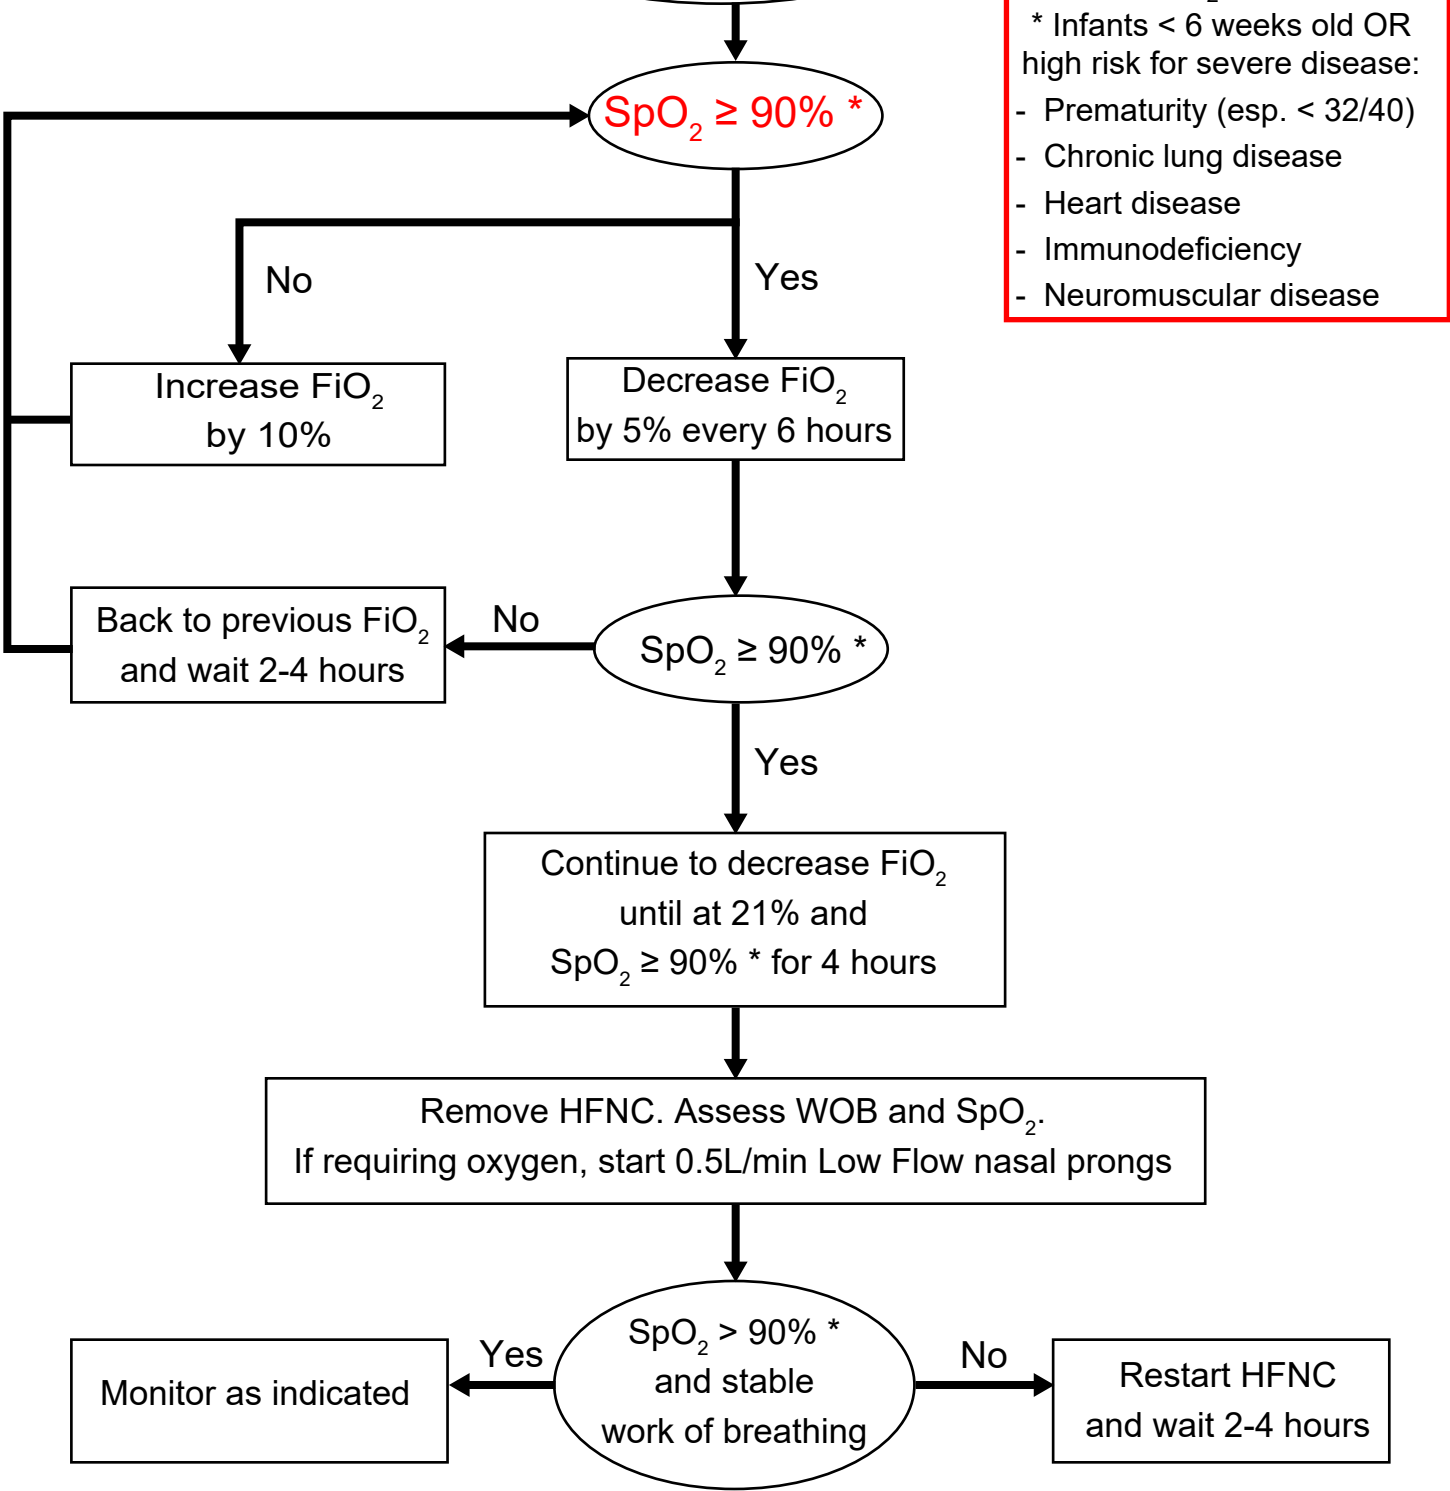 * Infants < 6 weeks old OR
high risk for severe disease:
- Prematurity (esp. < 32/40)
- Chronic lung disease
- Heart disease
- Immunodeficiency
- Neuromuscular disease
SpO₂ ≥ 90% *
No
Yes
Increase FiO₂
by 10%
Decrease FiO₂
by 5% every 6 hours
Back to previous FiO₂
and wait 2-4 hours
No
SpO₂ ≥ 90% *
Yes
Continue to decrease FiO₂
until at 21% and
SpO₂ ≥ 90% * for 4 hours
Remove HFNC. Assess WOB and SpO₂.
If requiring oxygen, start 0.5L/min Low Flow nasal prongs
SpO₂ > 90% *
and stable
work of breathing
Yes
No
Monitor as indicated
Restart HFNC
and wait 2-4 hours